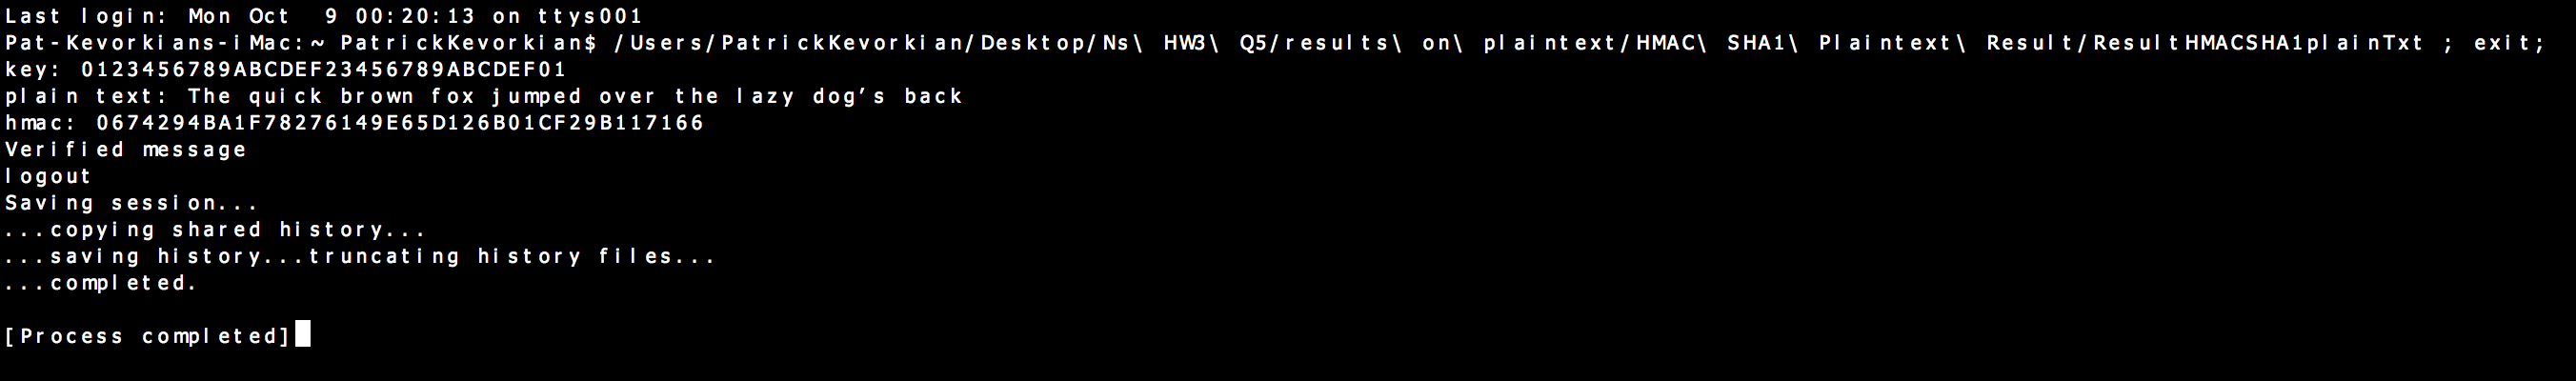 Last login: Mon Oct  9 00:20:13 on ttys001
Pat-Kevorkians-iMac:~ PatrickKevorkian$ /Users/PatrickKevorkian/Desktop/Ns\ HW3\ Q5/results\ on\ plaintext/HMAC\ SHA1\ Plaintext\ Result/ResultHMACSHA1plainTxt ; exit;
key: 0123456789ABCDEF23456789ABCDEF01
plain text: The quick brown fox jumped over the lazy dog’s back
hmac: 0674294BA1F78276149E65D126B01CF29B117166
Verified message
logout
Saving session...
...copying shared history...
...saving history...truncating history files...
...completed.
[Process completed]